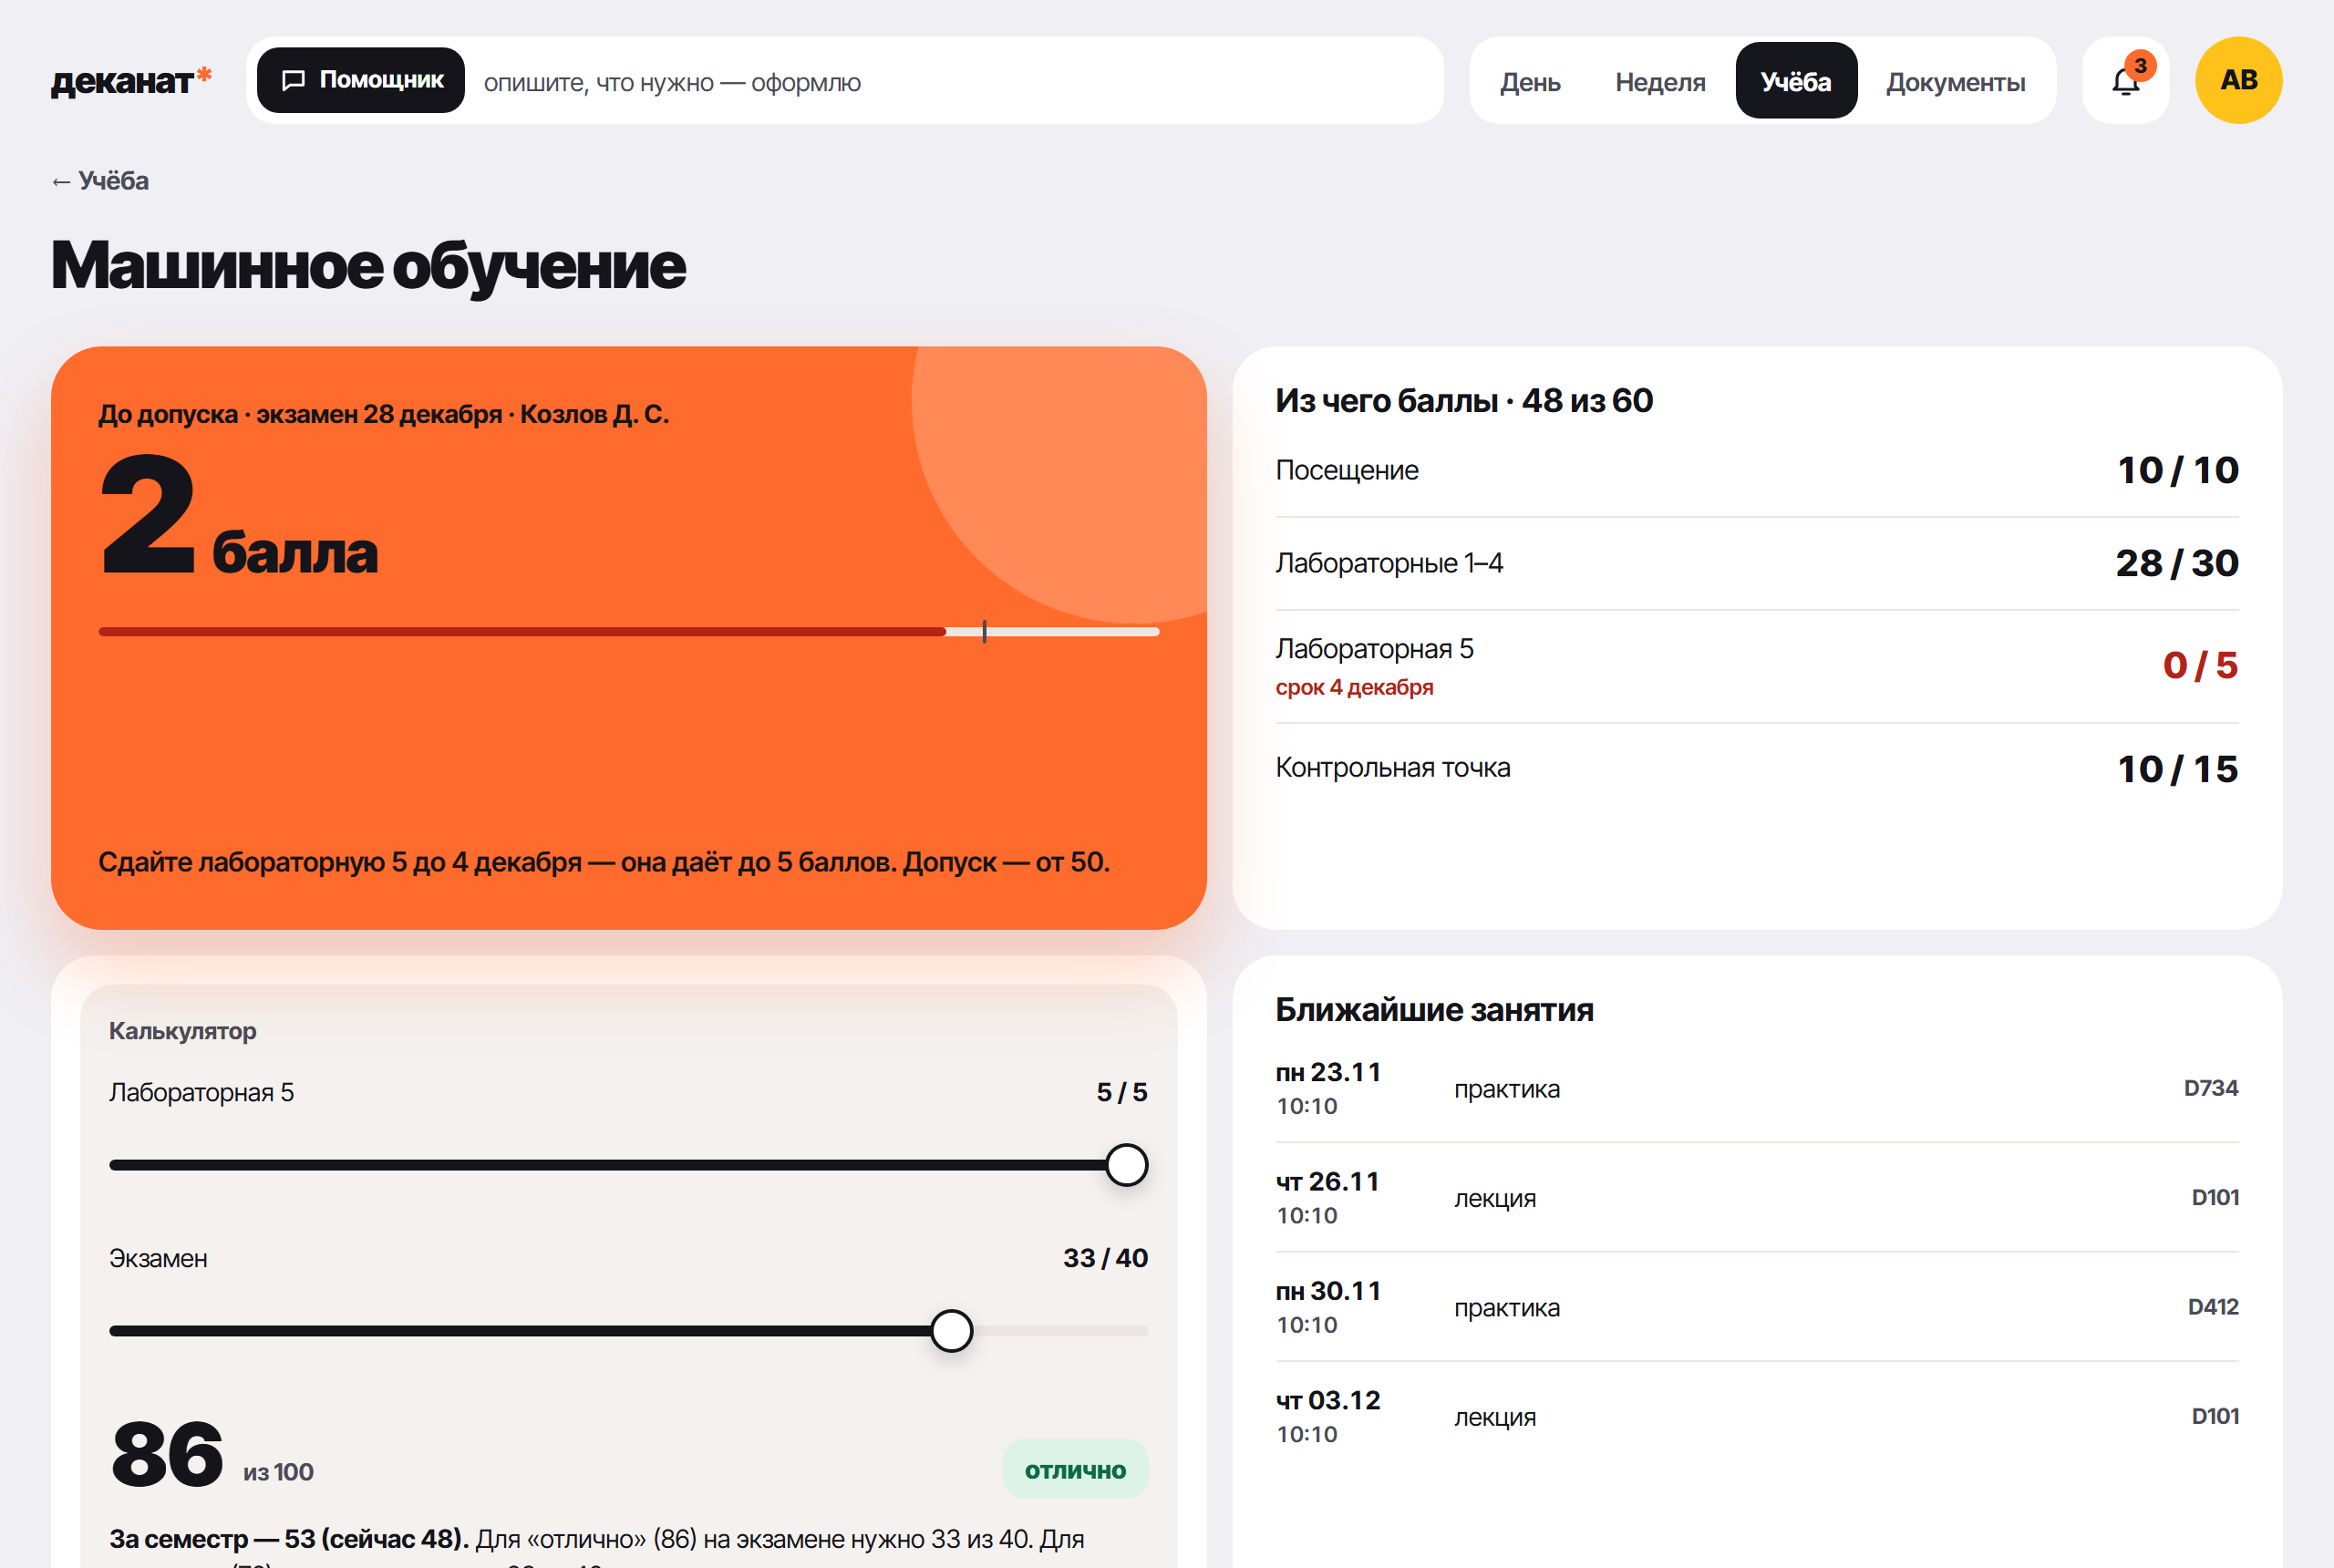 деканат*
Помощник
опишите, что нужно — оформлю
День
Неделя
Учёба
Документы
3
АВ
← Учёба
Машинное обучение
До допуска · экзамен 28 декабря · Козлов Д. С.
2 балла
Сдайте лабораторную 5 до 4 декабря — она даёт до 5 баллов. Допуск — от 50.
Из чего баллы · 48 из 60
Посещение 10 / 10
Лабораторные 1–4 28 / 30
Лабораторная 5 0 / 5
срок 4 декабря
Контрольная точка 10 / 15
Калькулятор
Лабораторная 5 5 / 5
Экзамен 33 / 40
86 из 100 отлично
За семестр — 53 (сейчас 48). Для «отлично» (86) на экзамене нужно 33 из 40. Для
Ближайшие занятия
пн 23.11
10:10
практика
D734
чт 26.11
10:10
лекция
D101
пн 30.11
10:10
практика
D412
чт 03.12
10:10
лекция
D101